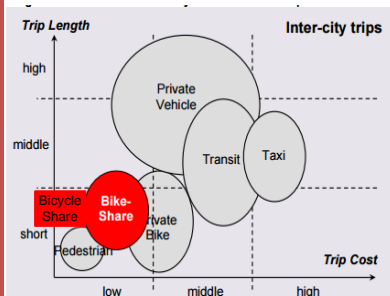 Trip Length
Inter-city trips
high
Private
Vehicle
middle
Transit
Taxi
Bicycle
Share
Bike-
Share
rivate
Bike
short
Pedestrian
Trip Cost
low
middle
high